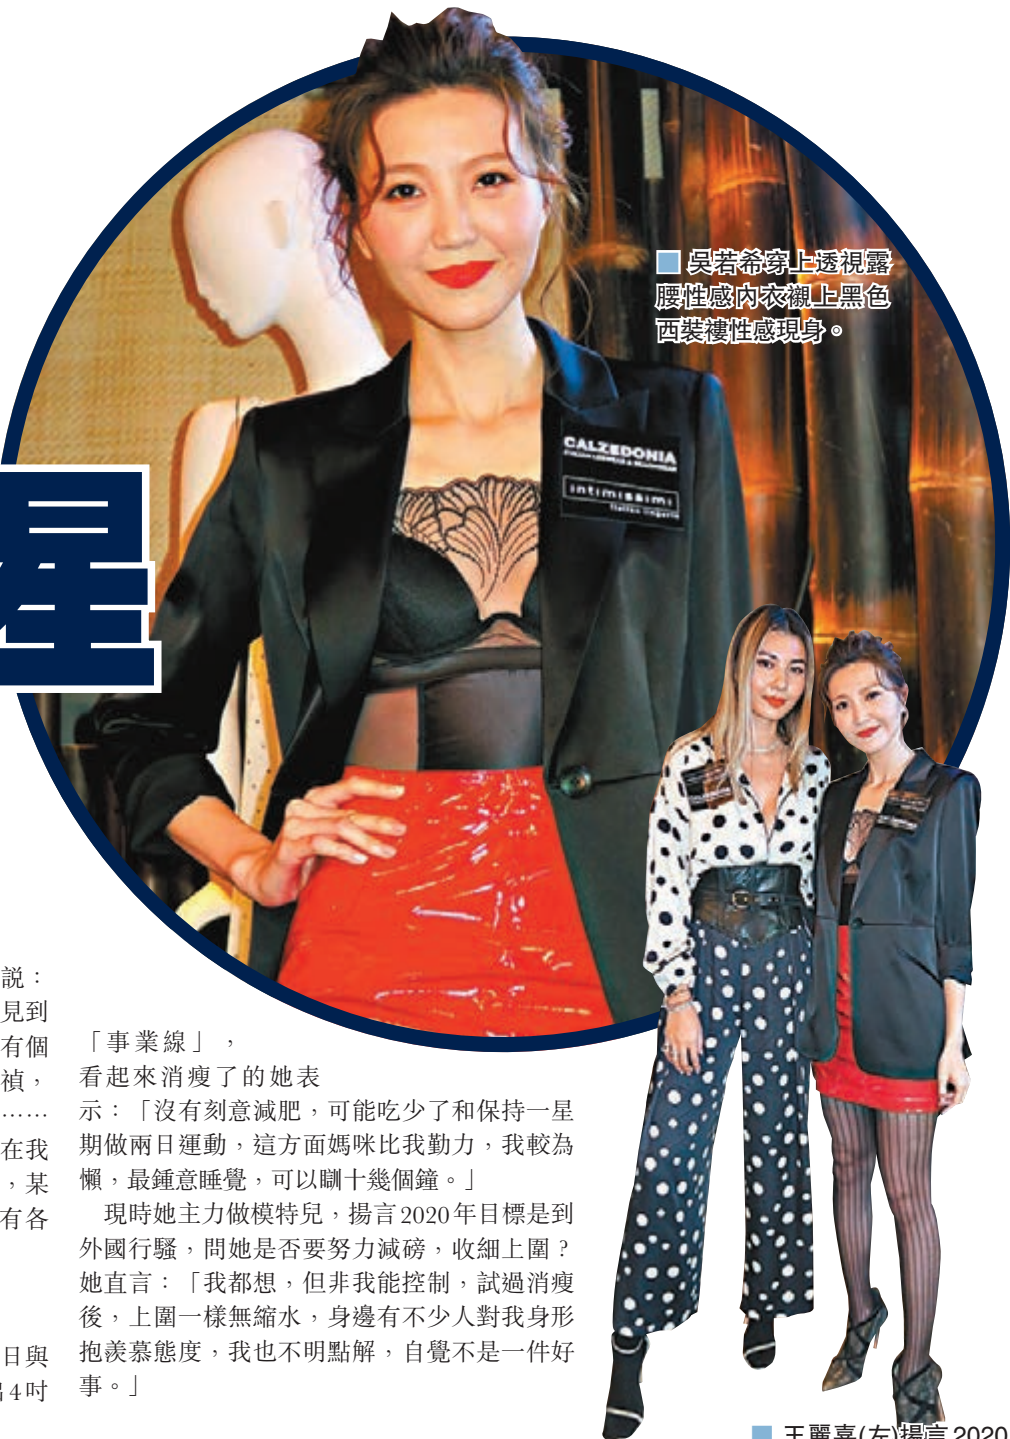 ■ 吳若希穿上透視露
腰性感內衣襯上黑色
西裝褸性感現身。
CALZEDONIA
intimissimi
Italian lingerie
星
説：
見到
有個
禎，
……
在我
，某
有各
日與
4吋
「事業線」，
看起來消瘦了的她表
示：「沒有刻意減肥，可能吃少了和保持一星
期做兩日運動，這方面媽咪比我勤力，我較為
懶，最鍾意睡覺，可以瞓十幾個鐘。」
現時她主力做模特兒，揚言2020年目標是到
外國行騷，問她是否要努力減磅，收細上圍？
她直言：「我都想，但非我能控制，試過消瘦
後，上圍一樣無縮水，身邊有不少人對我身形
抱羨慕態度，我也不明點解，自覺不是一件好
事。」
■ 王麗嘉(左)揚言2020